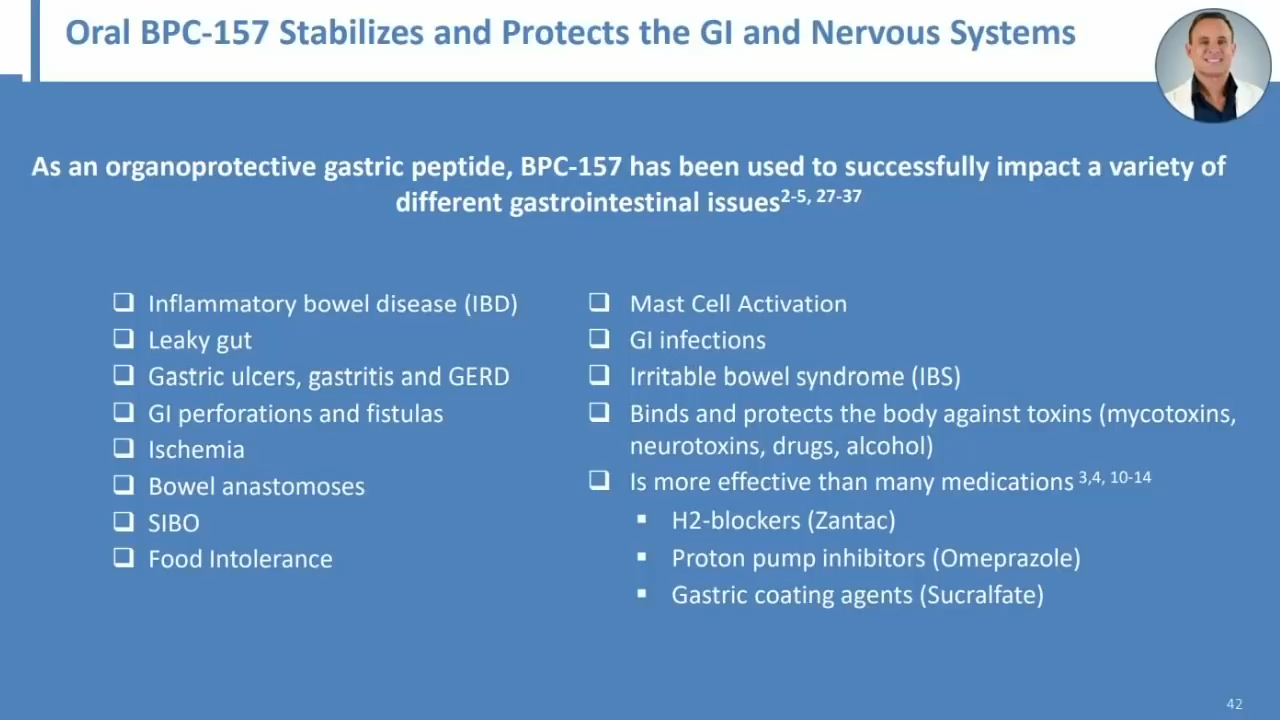 Oral BPC-157 Stabilizes and Protects the GI and Nervous Systems
As an organoprotective gastric peptide, BPC-157 has been used to successfully impact a variety of
different gastrointestinal issues2-5, 27-37
Inflammatory bowel disease (IBD)
Leaky gut
Gastric ulcers, gastritis and GERD
GI perforations and fistulas
Ischemia
Bowel anastomoses
SIBO
Food Intolerance
Mast Cell Activation
GI infections
Irritable bowel syndrome (IBS)
Binds and protects the body against toxins (mycotoxins,
neurotoxins, drugs, alcohol)
Is more effective than many medications 3,4, 10-14
H2-blockers (Zantac)
Proton pump inhibitors (Omeprazole)
Gastric coating agents (Sucralfate)
42